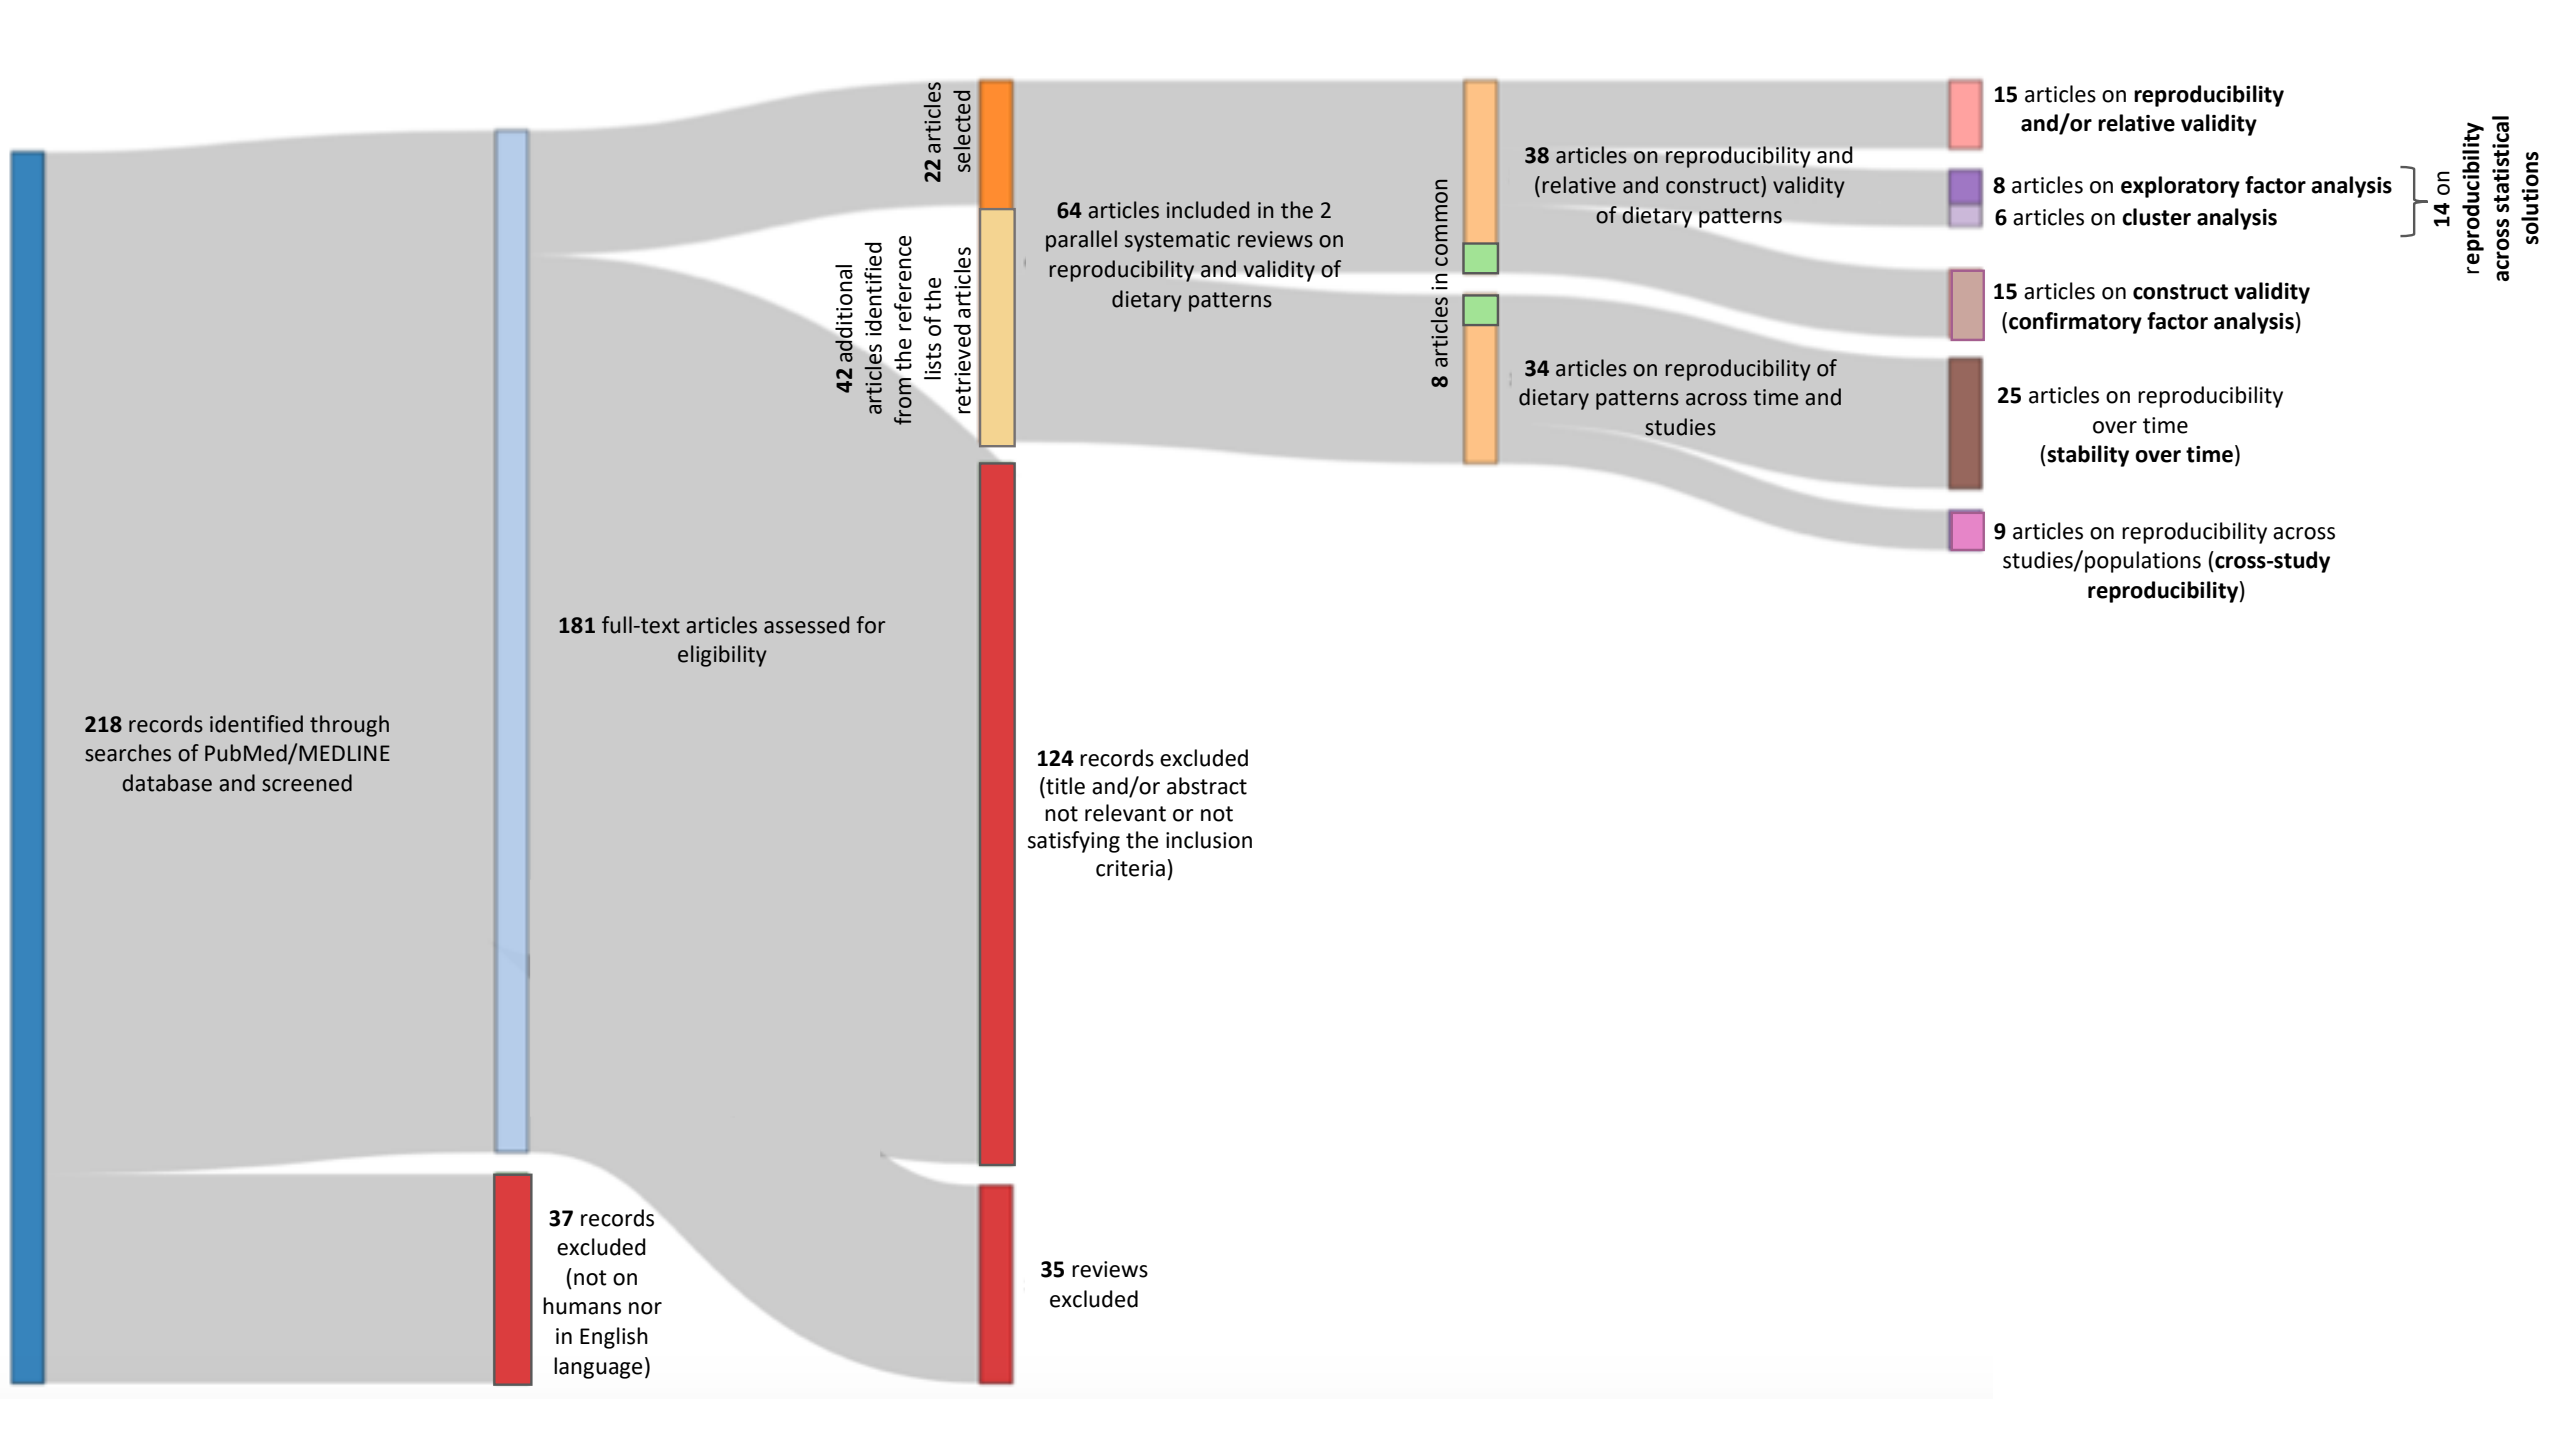 218 records identified through
searches of PubMed/MEDLINE
database and screened
37 records
excluded
(not on
humans nor
in English
language)
181 full-text articles assessed for
eligibility
22 articles
selected
42 additional
articles identified
from the reference
lists of the
retrieved articles
64 articles included in the 2
parallel systematic reviews on
reproducibility and validity of
dietary patterns
124 records excluded
(title and/or abstract
not relevant or not
satisfying the inclusion
criteria)
35 reviews
excluded
8 articles in common
38 articles on reproducibility and
(relative and construct) validity
of dietary patterns
34 articles on reproducibility of
dietary patterns across time and
studies
15 articles on reproducibility
and/or relative validity
8 articles on exploratory factor analysis
6 articles on cluster analysis
14 on
reproducibility
across statistical
solutions
15 articles on construct validity
(confirmatory factor analysis)
25 articles on reproducibility
over time
(stability over time)
9 articles on reproducibility across
studies/populations (cross-study
reproducibility)